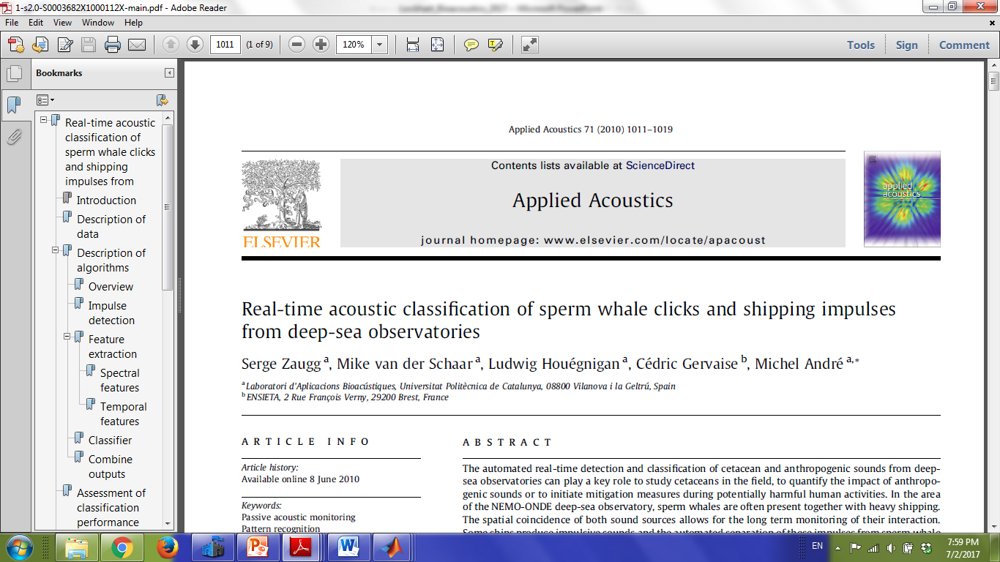 1-s2.0-S0003682X1000112X-main.pdf - Adobe Reader
File Edit View Window Help
1011 (1 of 9) 120% Tools Sign Comment
Bookmarks
Real-time acoustic
classification of
sperm whale clicks
and shipping
impulses from
Introduction
Description of
data
Description of
algorithms
Overview
Impulse
detection
Feature
extraction
Spectral
features
Temporal
features
Classifier
Combine
outputs
Assessment of
classification
performance
Applied Acoustics 71 (2010) 1011–1019
Contents lists available at ScienceDirect
Applied Acoustics
journal homepage: www.elsevier.com/locate/apacoust
ELSEVIER
applied
acoustics
Real-time acoustic classification of sperm whale clicks and shipping impulses
from deep-sea observatories
Serge Zaugg a, Mike van der Schaar a, Ludwig Houégnigan a, Cédric Gervaise b, Michel André a,*
a Laboratori d'Aplicacions Bioacústiques, Universitat Politècnica de Catalunya, 08800 Vilanova i la Geltrú, Spain
b ENSIETA, 2 Rue François Verny, 29200 Brest, France
ARTICLE INFO
Article history:
Available online 8 June 2010
Keywords:
Passive acoustic monitoring
Pattern recognition
ABSTRACT
The automated real-time detection and classification of cetacean and anthropogenic sounds from deep-
sea observatories can play a key role to study cetaceans in the field, to quantify the impact of anthropo-
genic sounds or to initiate mitigation measures during potentially harmful human activities. In the area
of the NEMO-ONDE deep-sea observatory, sperm whales are often present together with heavy shipping.
The spatial coincidence of both sound sources allows for the long term monitoring of their interaction.
Some ships produce impulsive sounds and the automated separation of these impulses from sperm whale
EN
7:59 PM
7/2/2017